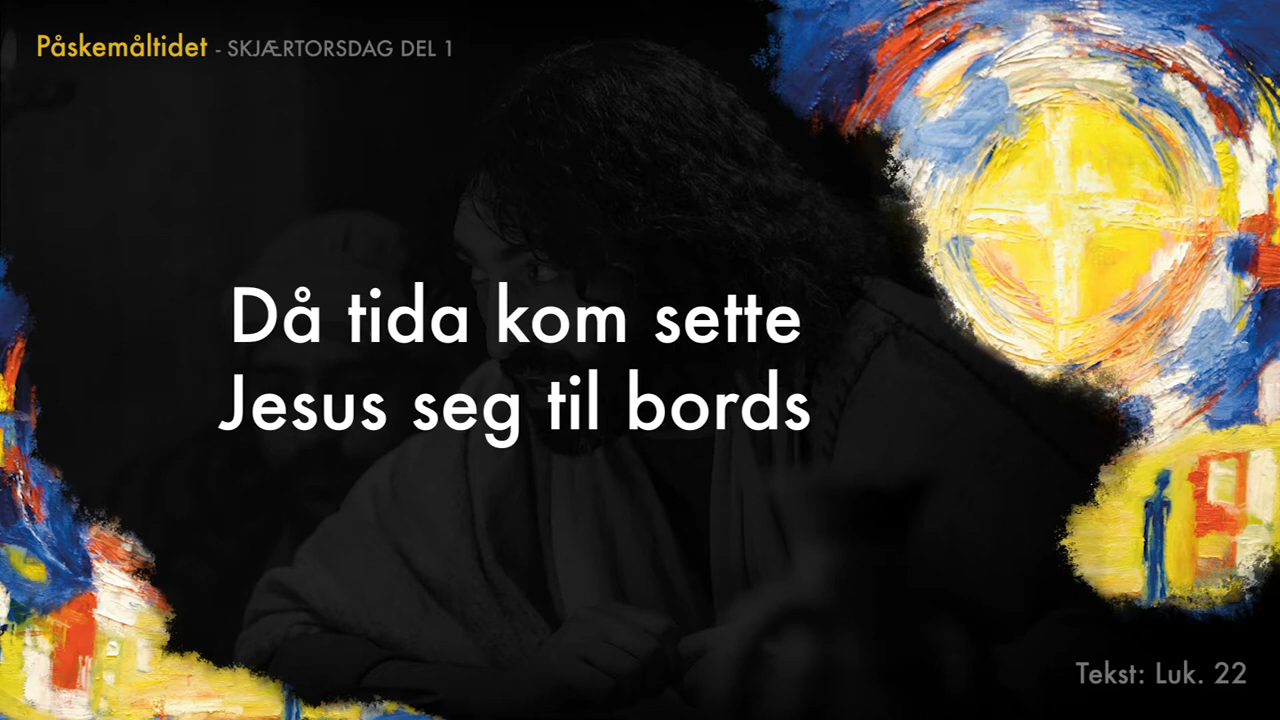 Påskemåltidet - SKJÆRTORSDAG DEL 1
Då tida kom sette
Jesus seg til bords
Tekst: Luk. 22